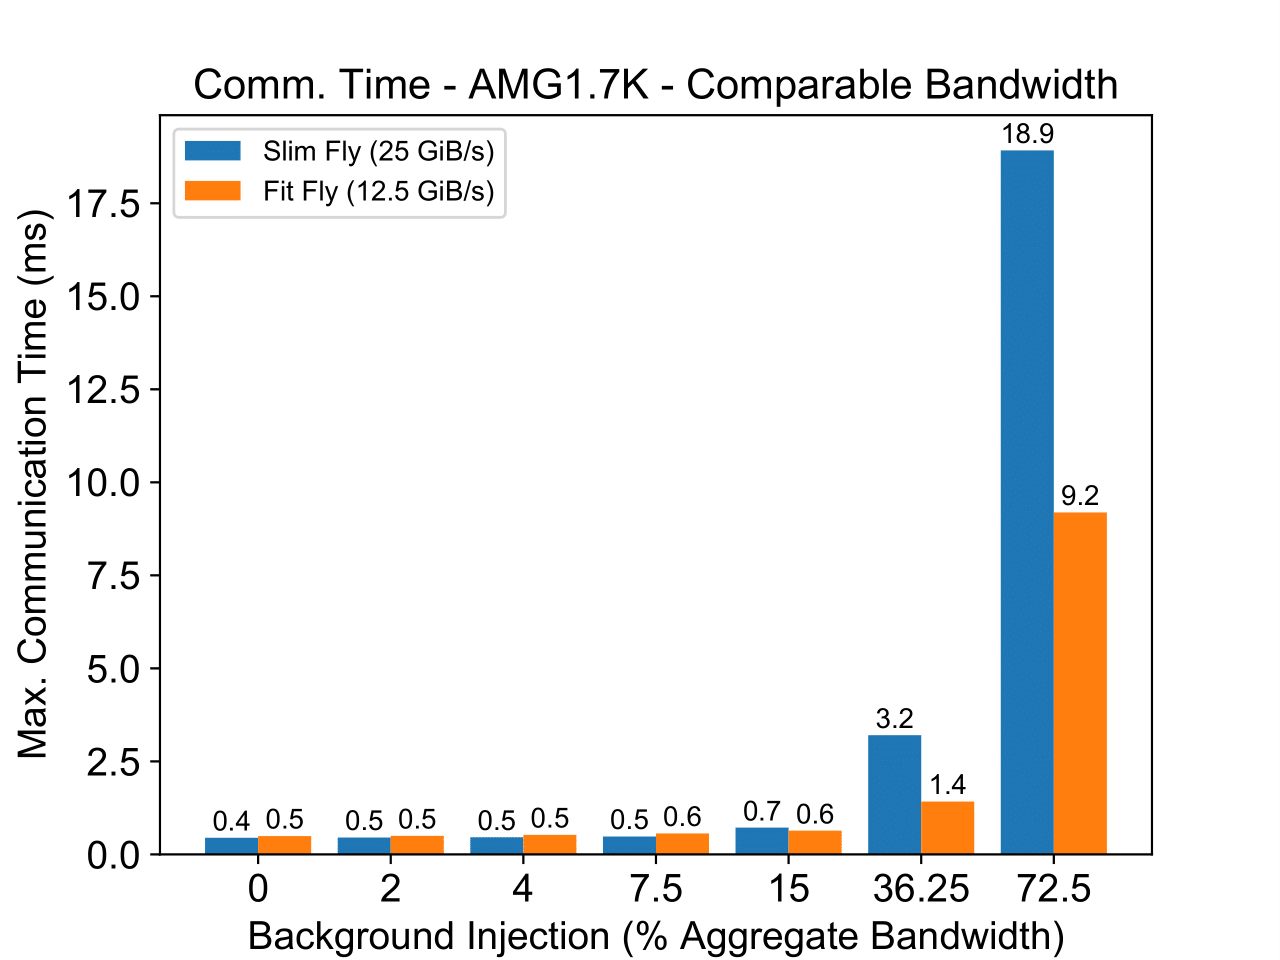 Comm. Time - AMG1.7K - Comparable Bandwidth
Slim Fly (25 GiB/s)
Fit Fly (12.5 GiB/s)
Max. Communication Time (ms)
17.5
15.0
12.5
10.0
7.5
5.0
2.5
0.0
0.4 0.5 0.5 0.5 0.5 0.5 0.5 0.6 0.7 0.6 3.2 1.4 18.9 9.2
0 2 4 7.5 15 36.25 72.5
Background Injection (% Aggregate Bandwidth)